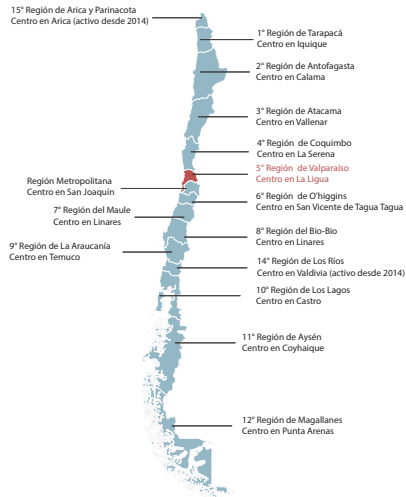 15° Región de Arica y Parinacota
Centro en Arica (activo desde 2014)
1° Región de Tarapacá
Centro en Iquique
2° Región de Antofagasta
Centro en Calama
3° Región de Atacama
Centro en Vallenar
4° Región de Coquimbo
Centro en La Serena
5° Región de Valparaíso
Centro en La Ligua
Región Metropolitana
Centro en San Joaquín
6° Región de O'higgins
Centro en San Vicente de Tagua Tagua
7° Región del Maule
Centro en Linares
8° Región del Bio-Bio
Centro en Linares
9° Región de La Araucanía
Centro en Temuco
14° Región de Los Ríos
Centro en Valdivia (activo desde 2014)
10° Región de Los Lagos
Centro en Castro
11° Región de Aysén
Centro en Coyhaique
12° Región de Magallanes
Centro en Punta Arenas